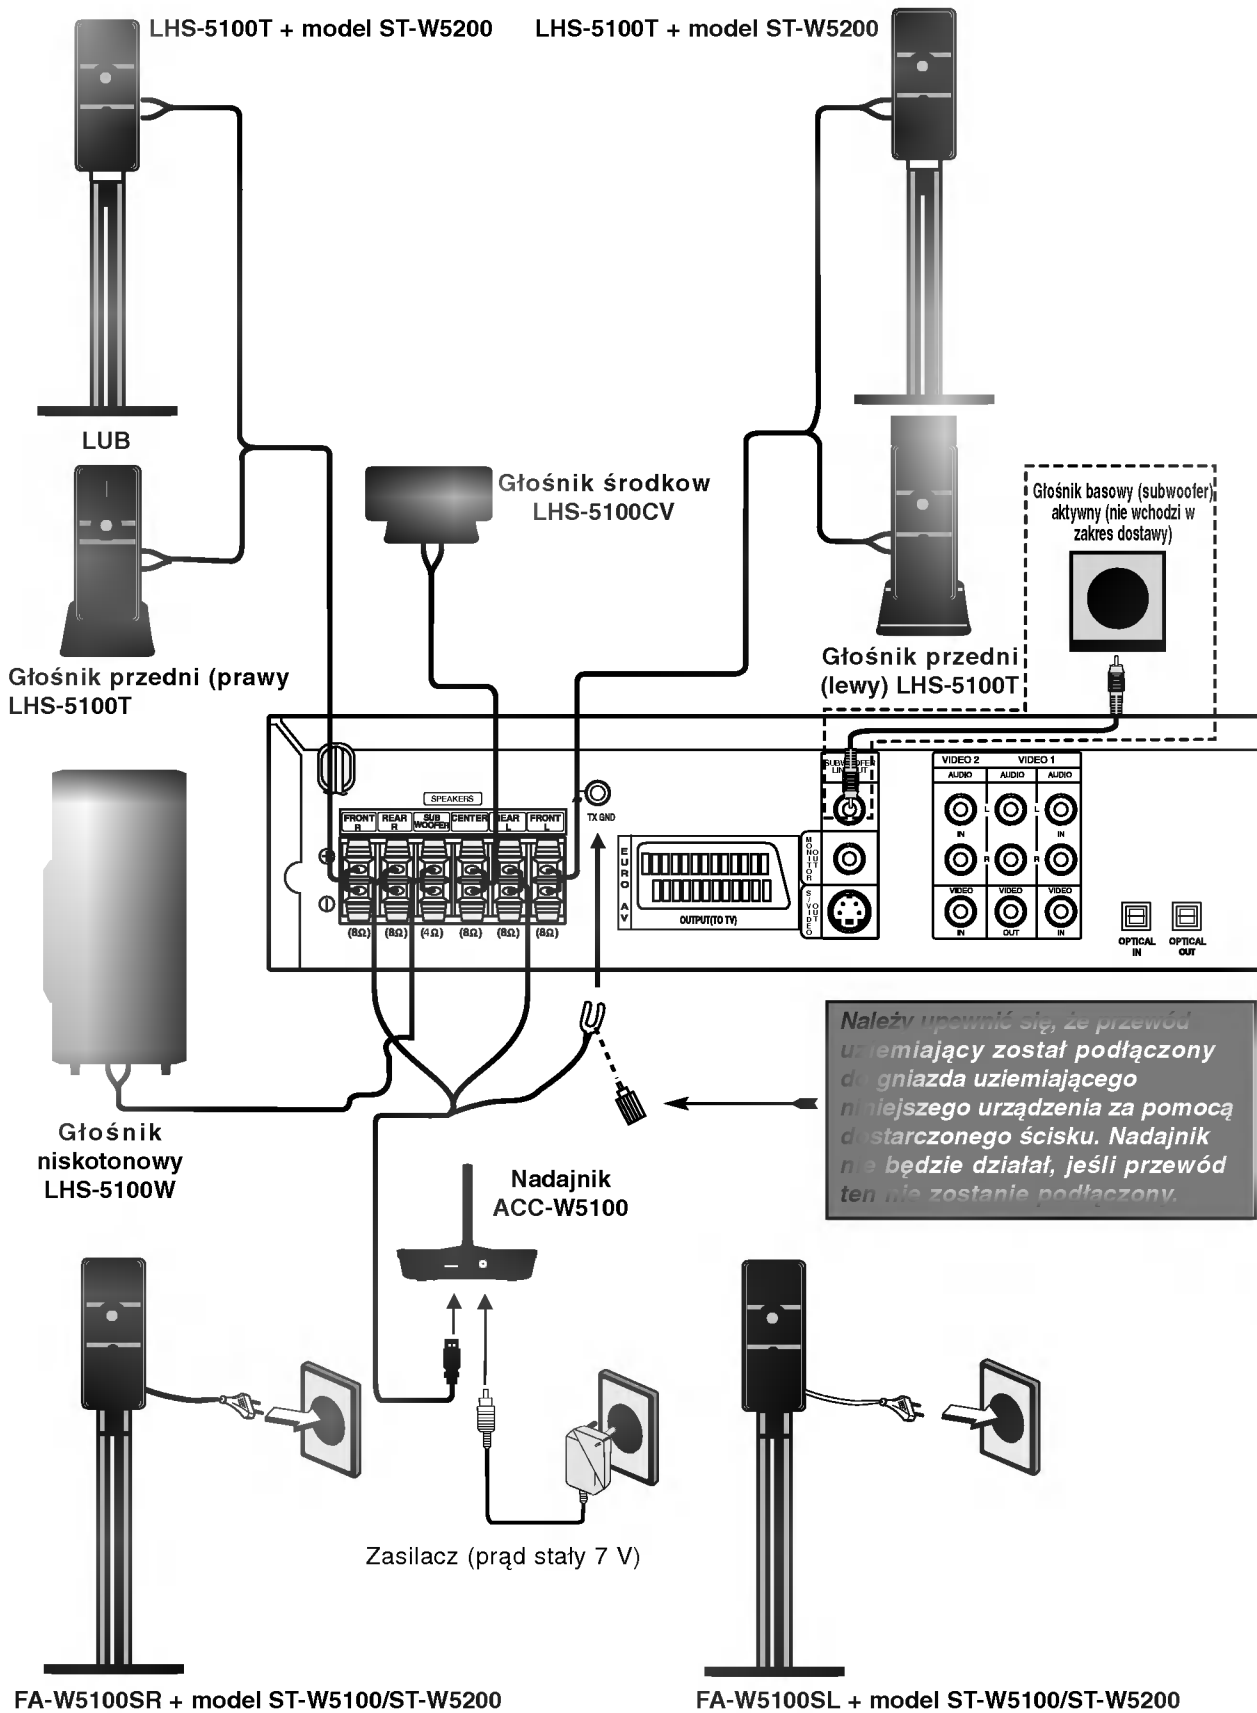 LHS-5100T + model ST-W5200
LHS-5100T + model ST-W5200
LUB
Głośnik środkow
LHS-5100CV
Głośnik basowy (subwoofer)
aktywny (nie wchodzi w
zakres dostawy)
Głośnik przedni (prawy
LHS-5100T
Głośnik przedni
(lewy) LHS-5100T
SPEAKERS
FRONT
R
REAR
R
SUB
WOOFER
CENTER
REAR
L
FRONT
L
(8Ω)
(8Ω)
(4Ω)
(8Ω)
(8Ω)
(8Ω)
TX GND
EURO AV
OUTPUT(TO TV)
SUBWOOFER
LINE OUT
MONITOR
OUT
S/VIDEO
OUT
VIDEO 2
VIDEO 1
AUDIO
AUDIO
AUDIO
L
L
IN
IN
R
R
VIDEO
VIDEO
VIDEO
IN
OUT
IN
OPTICAL
IN
OPTICAL
OUT
Należy upewnić się, że przewód
uziemiający został podłączony
do gniazda uziemiającego
niniejszego urządzenia za pomocą
dostarczonego ścisku. Nadajnik
nie będzie działał, jeśli przewód
ten nie zostanie podłączony.
Głośnik
niskotonowy
LHS-5100W
Nadajnik
ACC-W5100
Zasilacz (prąd stały 7 V)
FA-W5100SR + model ST-W5100/ST-W5200
FA-W5100SL + model ST-W5100/ST-W5200